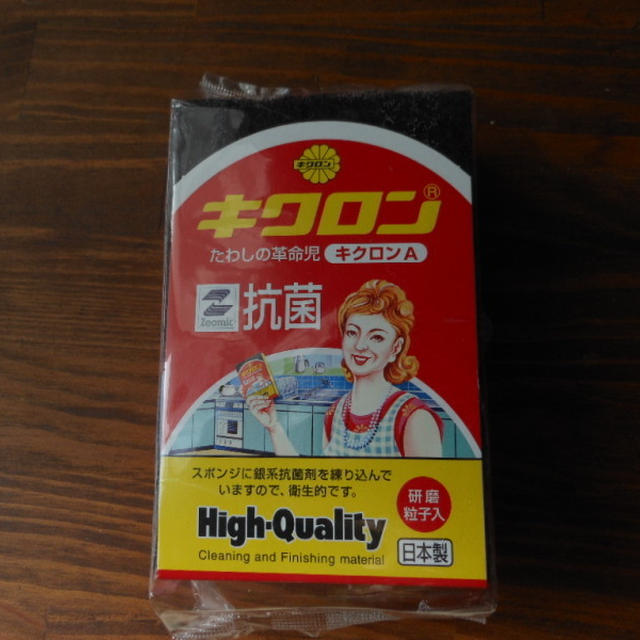 キクロン
キクロン®
たわしの革命児 キクロンA
Zeomic 抗菌
スポンジに銀系抗菌剤を練り込んで
いますので、衛生的です。
研磨
粒子入
High-Quality
Cleaning and Finishing material
日本製